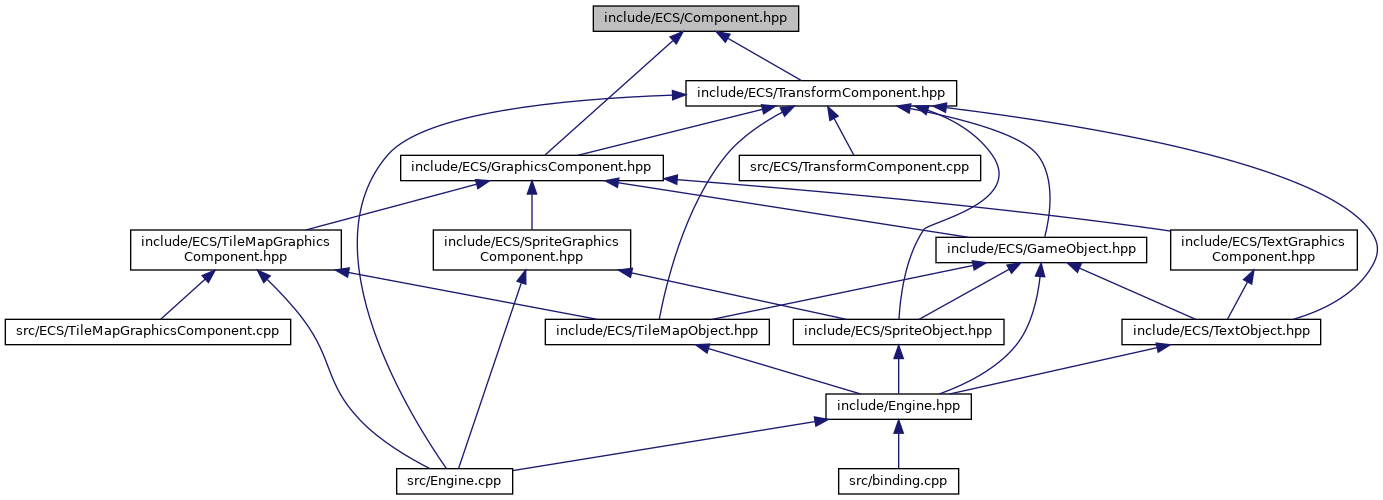 include/ECS/Component.hpp
include/ECS/TransformComponent.hpp
include/ECS/GraphicsComponent.hpp
src/ECS/TransformComponent.cpp
include/ECS/TileMapGraphics
Component.hpp
include/ECS/SpriteGraphics
Component.hpp
include/ECS/GameObject.hpp
include/ECS/TextGraphics
Component.hpp
src/ECS/TileMapGraphicsComponent.cpp
include/ECS/TileMapObject.hpp
include/ECS/SpriteObject.hpp
include/ECS/TextObject.hpp
include/Engine.hpp
src/Engine.cpp
src/binding.cpp